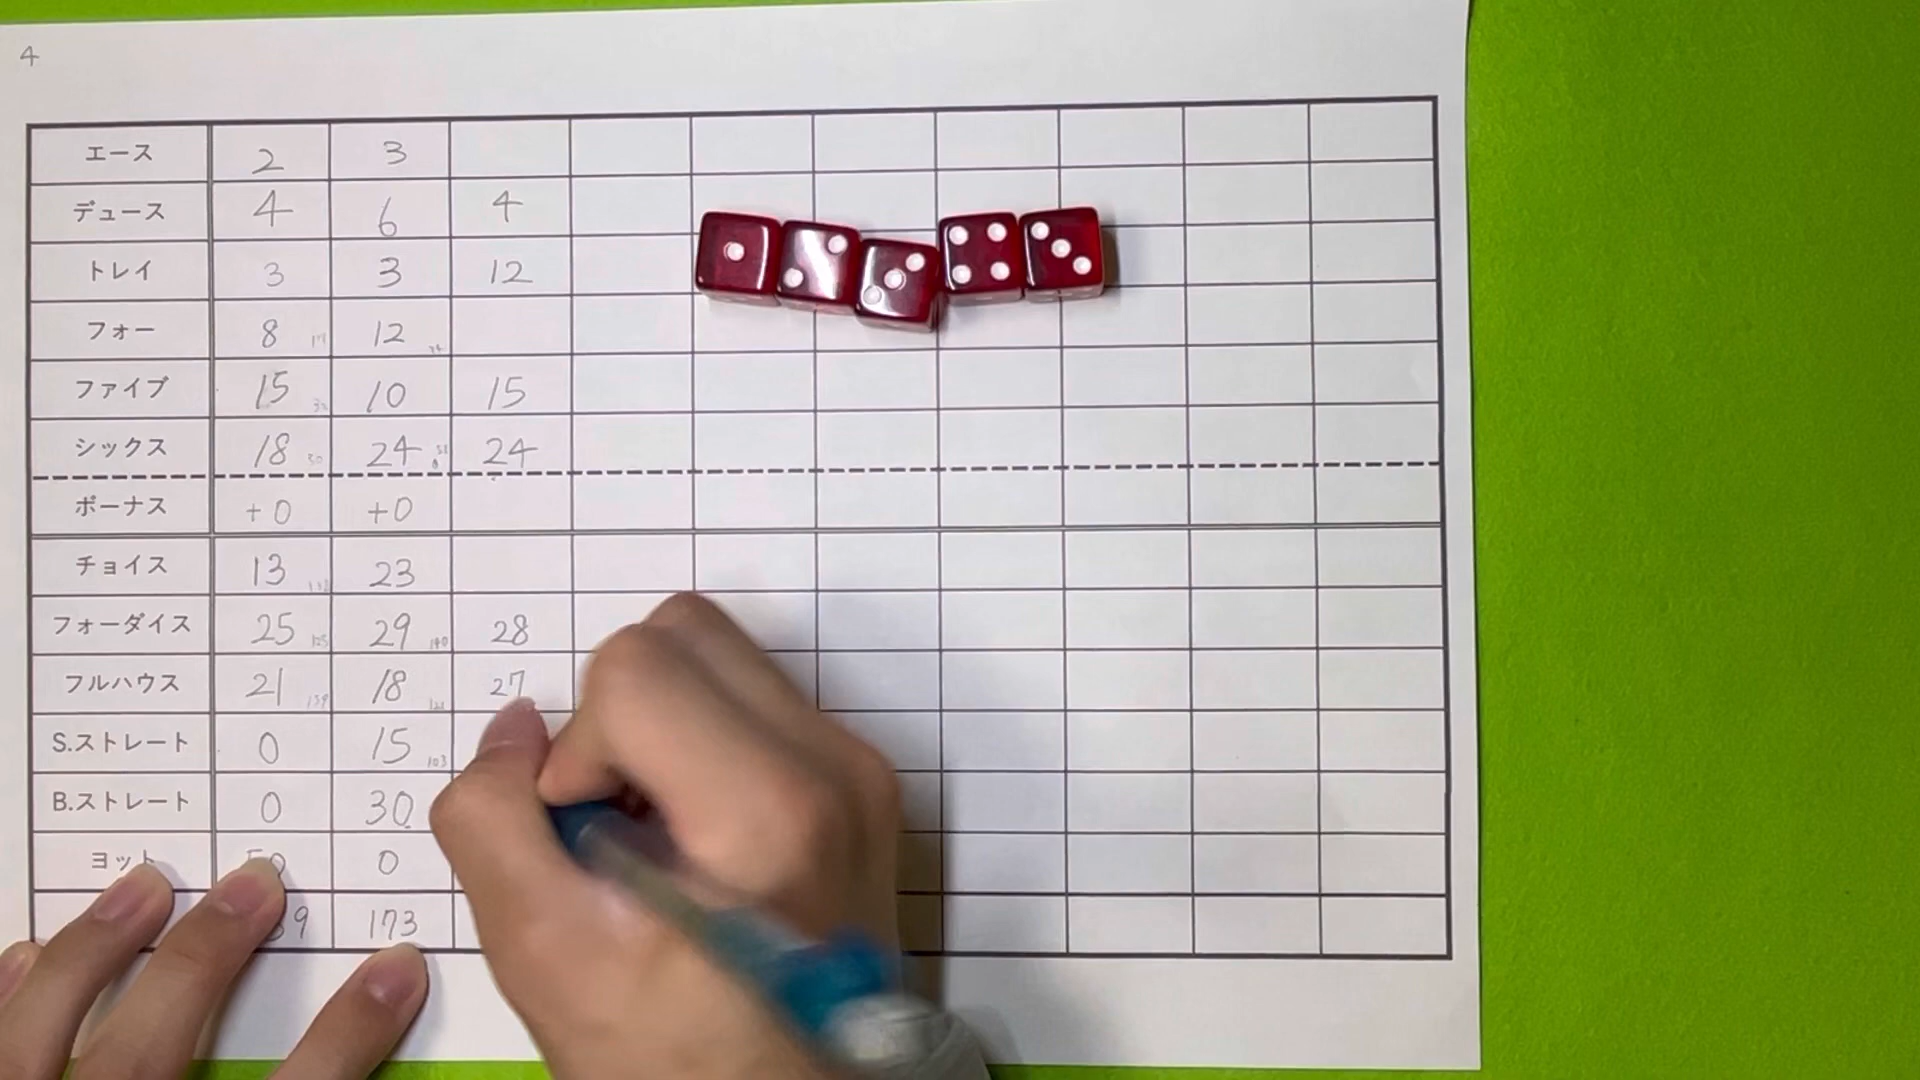 4
エース 2 3
デュース 4 6 4
トレイ 3 3 12
フォー 8 12
ファイブ 15 10 15
シックス 18 24 24
ボーナス +0 +0
チョイス 13 23
フォーダイス 25 29 28
フルハウス 21 18 27
S.ストレート 0 15 103
B.ストレート 0 30
ヨット 50 0
173